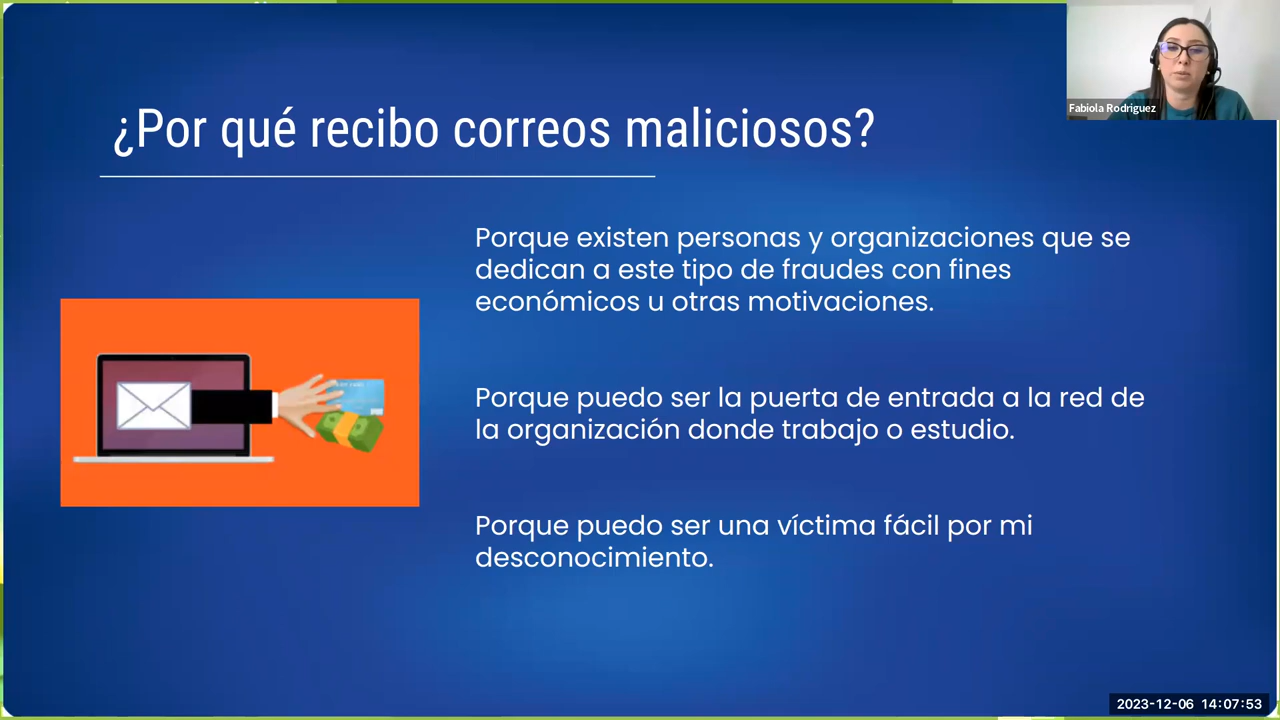 ¿Por qué recibo correos maliciosos?
Fabiola Rodriguez
Porque existen personas y organizaciones que se
dedican a este tipo de fraudes con fines
económicos u otras motivaciones.
Porque puedo ser la puerta de entrada a la red de
la organización donde trabajo o estudio.
Porque puedo ser una víctima fácil por mi
desconocimiento.
2023-12-06 14:07:53